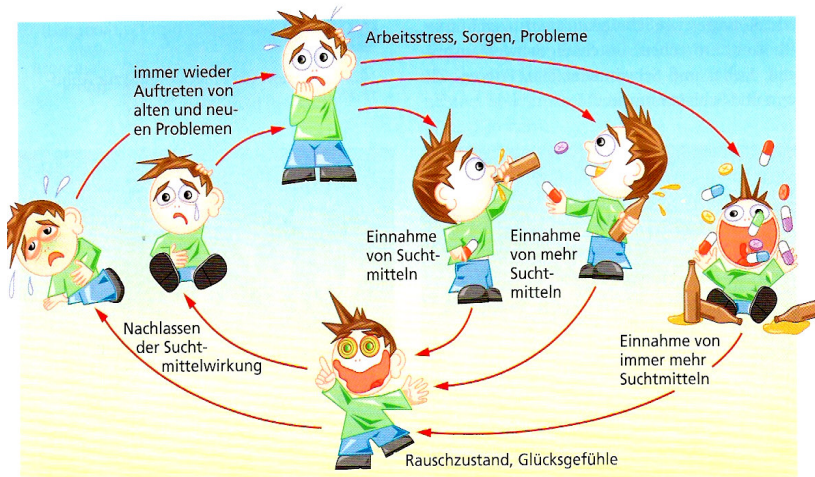 Arbeitsstress, Sorgen, Probleme
immer wieder
Auftreten von
alten und neu-
en Problemen
Einnahme
von Sucht-
mitteln
Einnahme
von mehr
Sucht-
mitteln
Einnahme von
immer mehr
Suchtmitteln
Nachlassen
der Sucht-
mittelwirkung
Rauschzustand, Glücksgefühle